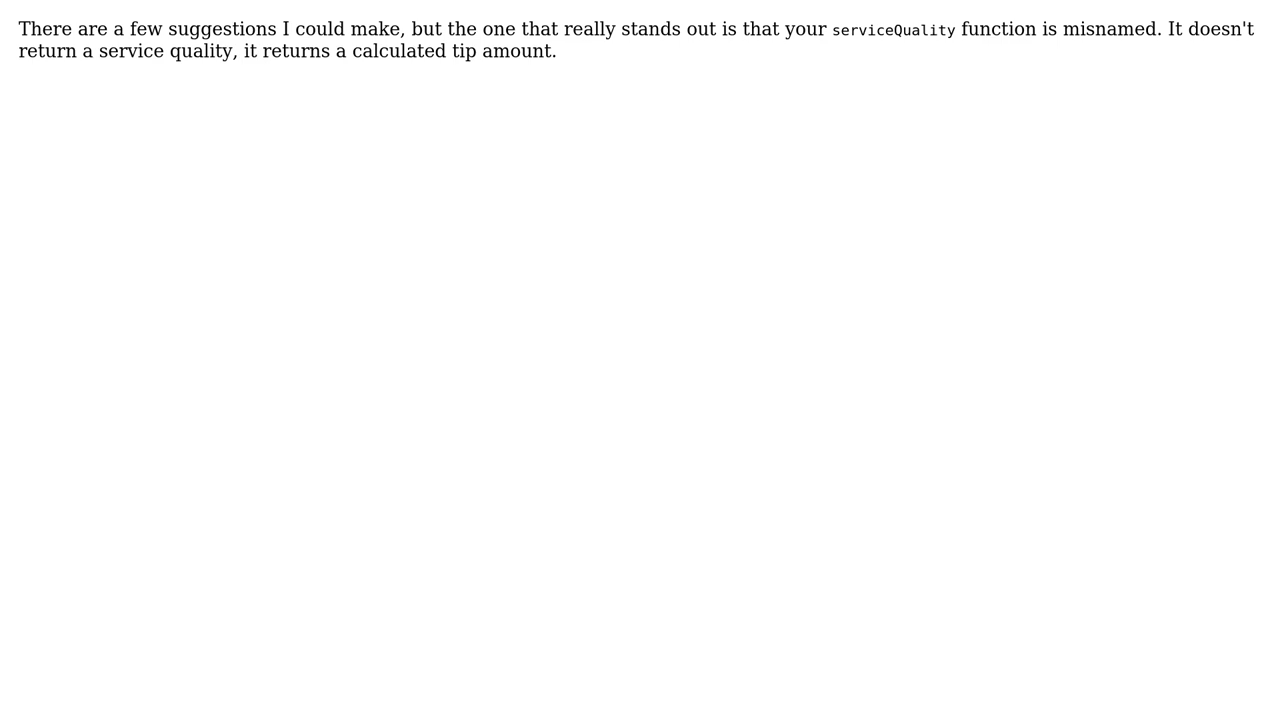 There are a few suggestions I could make, but the one that really stands out is that your serviceQuality function is misnamed. It doesn't
return a service quality, it returns a calculated tip amount.